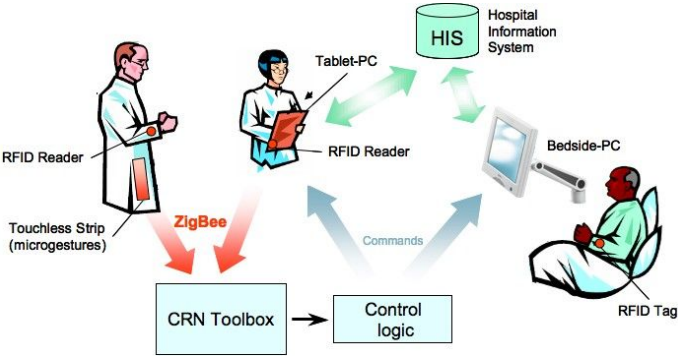 HIS
Hospital
Information
System
Tablet-PC
RFID Reader
RFID Reader
Bedside-PC
Touchless Strip
(microgestures)
ZigBee
Commands
RFID Tag
CRN Toolbox
Control
logic